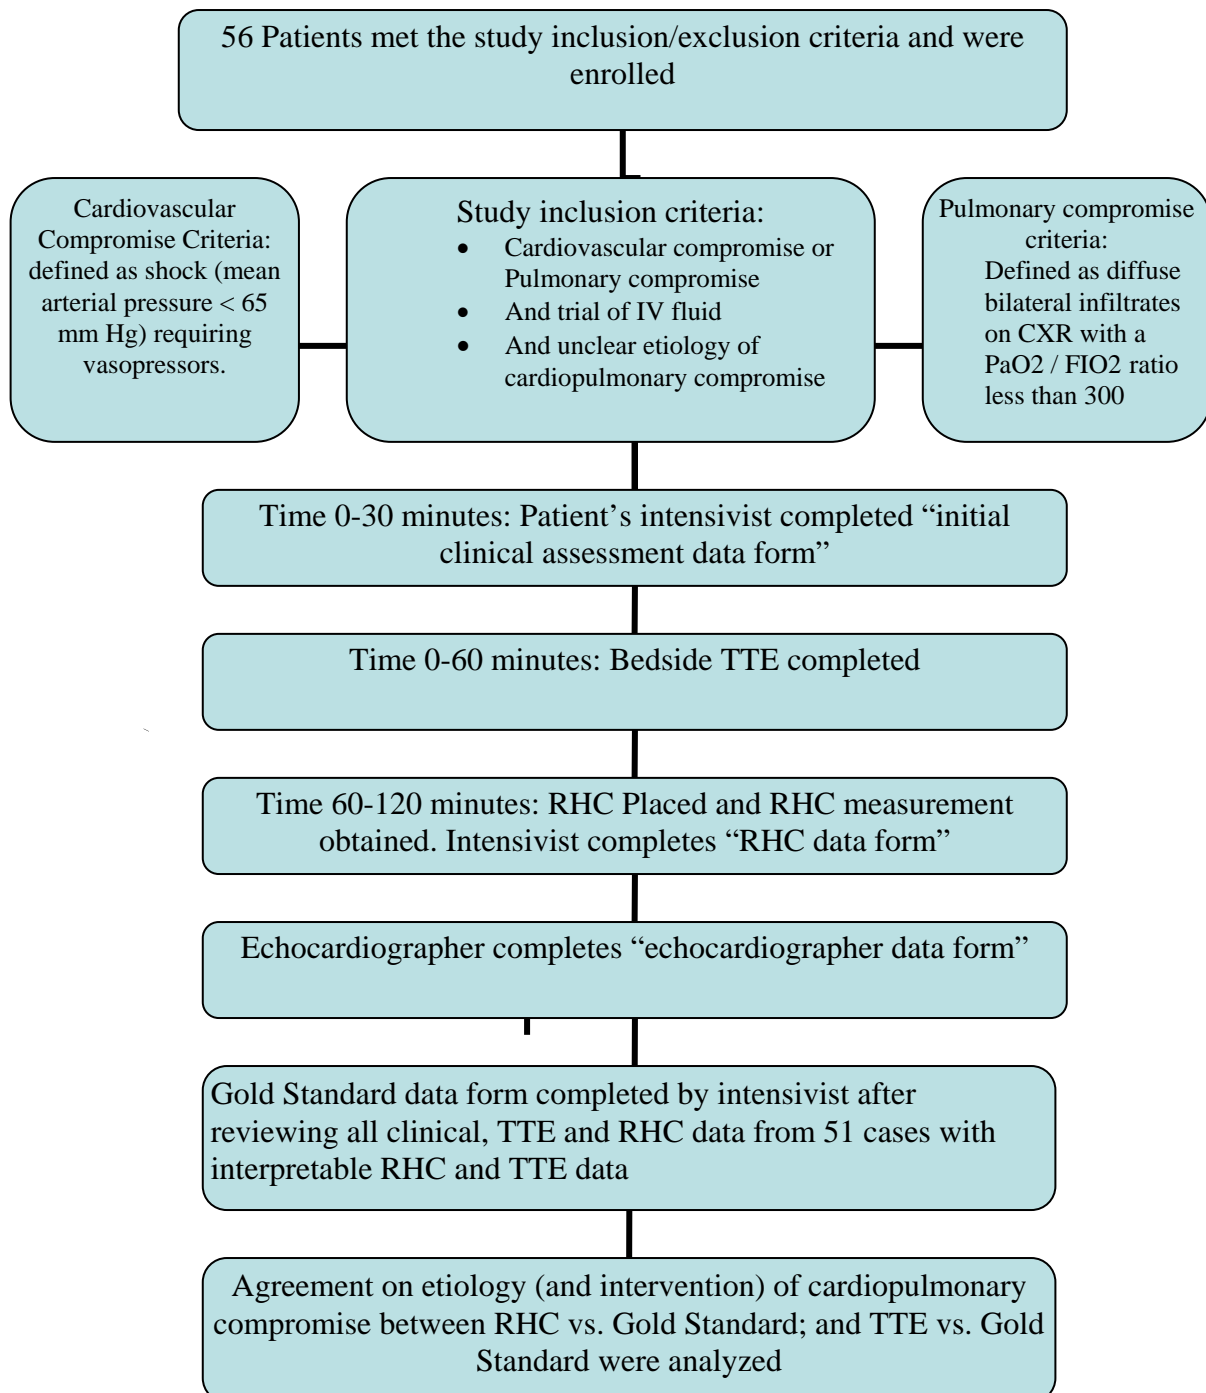 56 Patients met the study inclusion/exclusion criteria and were
enrolled
Cardiovascular
Compromise Criteria:
defined as shock (mean
arterial pressure < 65
mm Hg) requiring
vasopressors.
Study inclusion criteria:
• Cardiovascular compromise or
Pulmonary compromise
• And trial of IV fluid
• And unclear etiology of
cardiopulmonary compromise
Pulmonary compromise
criteria:
Defined as diffuse
bilateral infiltrates
on CXR with a
PaO2 / FIO2 ratio
less than 300
Time 0-30 minutes: Patient’s intensivist completed “initial
clinical assessment data form”
Time 0-60 minutes: Bedside TTE completed
Time 60-120 minutes: RHC Placed and RHC measurement
obtained. Intensivist completes “RHC data form”
Echocardiographer completes “echocardiographer data form”
Gold Standard data form completed by intensivist after
reviewing all clinical, TTE and RHC data from 51 cases with
interpretable RHC and TTE data
Agreement on etiology (and intervention) of cardiopulmonary
compromise between RHC vs. Gold Standard; and TTE vs. Gold
Standard were analyzed